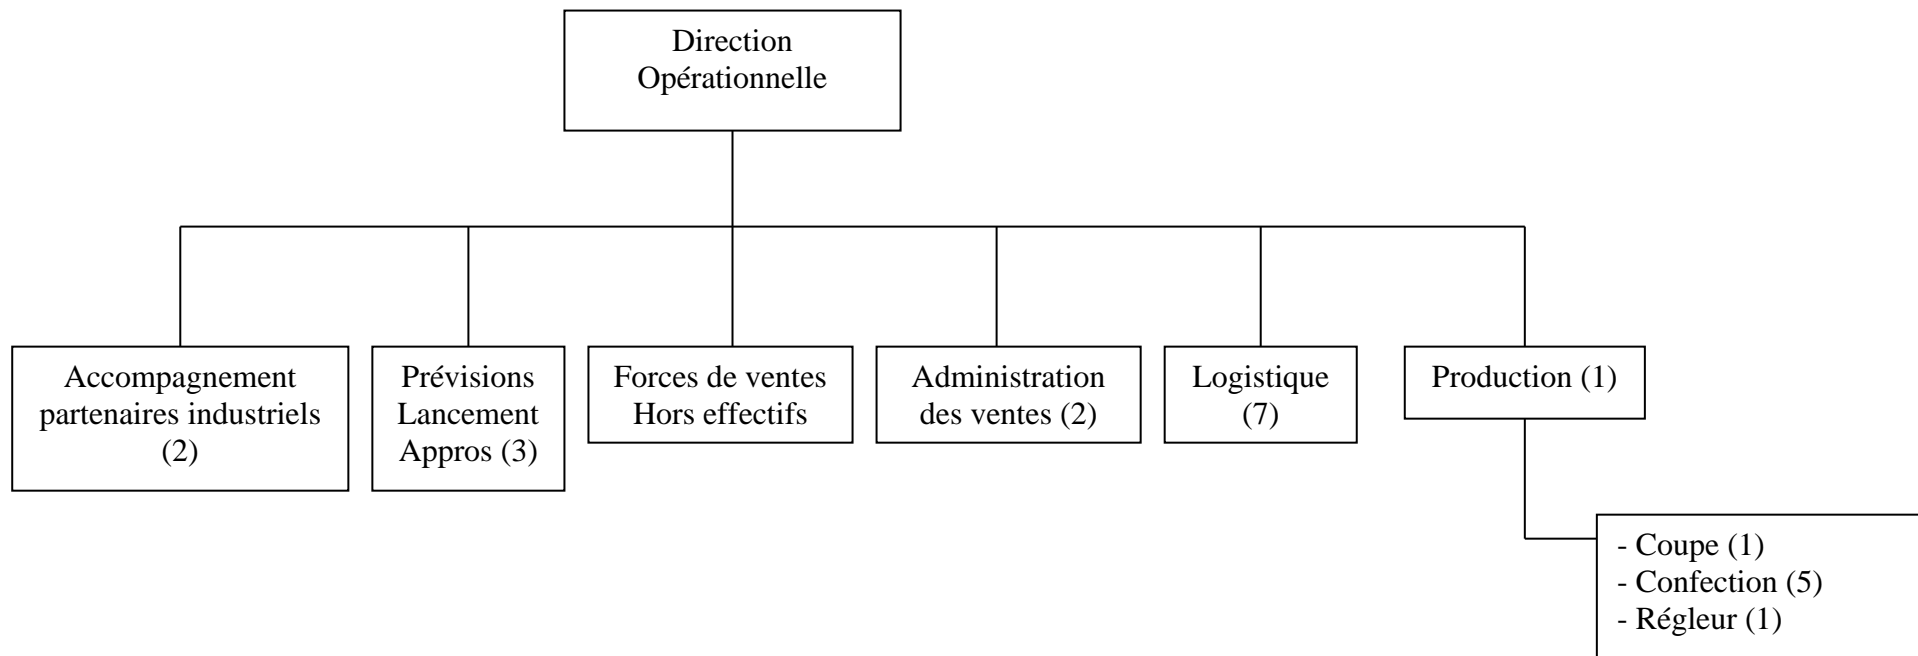 Direction
Opérationnelle
Accompagnement
partenaires industriels
(2)
Prévisions
Lancement
Appros (3)
Forces de ventes
Hors effectifs
Administration
des ventes (2)
Logistique
(7)
Production (1)
- Coupe (1)
- Confection (5)
- Régleur (1)